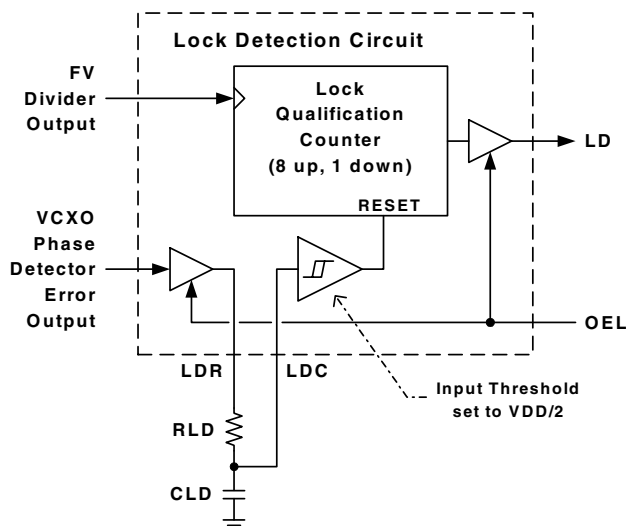 Lock Detection Circuit
FV
Divider
Output
Lock
Qualification
Counter
(8 up, 1 down)
RESET
LD
VCXO
Phase
Detector
Error
Output
OEL
LDR
LDC
Input Threshold
set to VDD/2
RLD
CLD